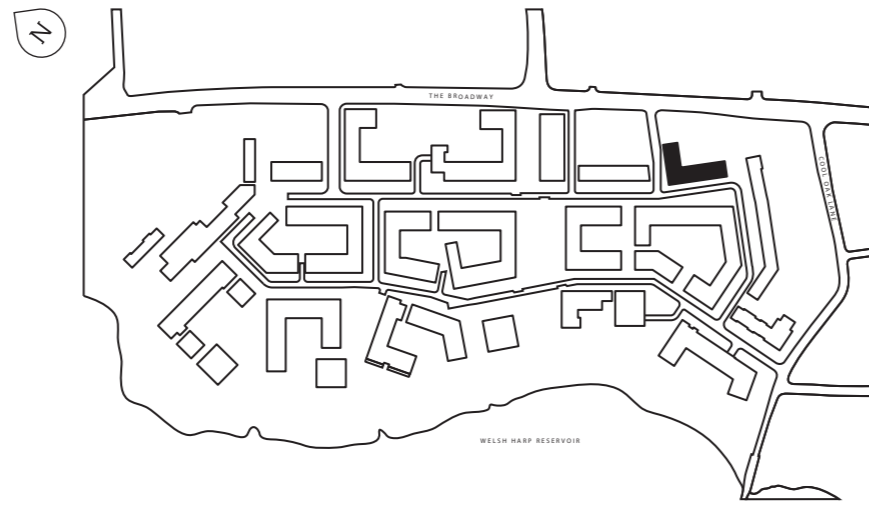 N
THE BROADWAY
COOL OAK LANE
WELSH HARP RESERVOIR